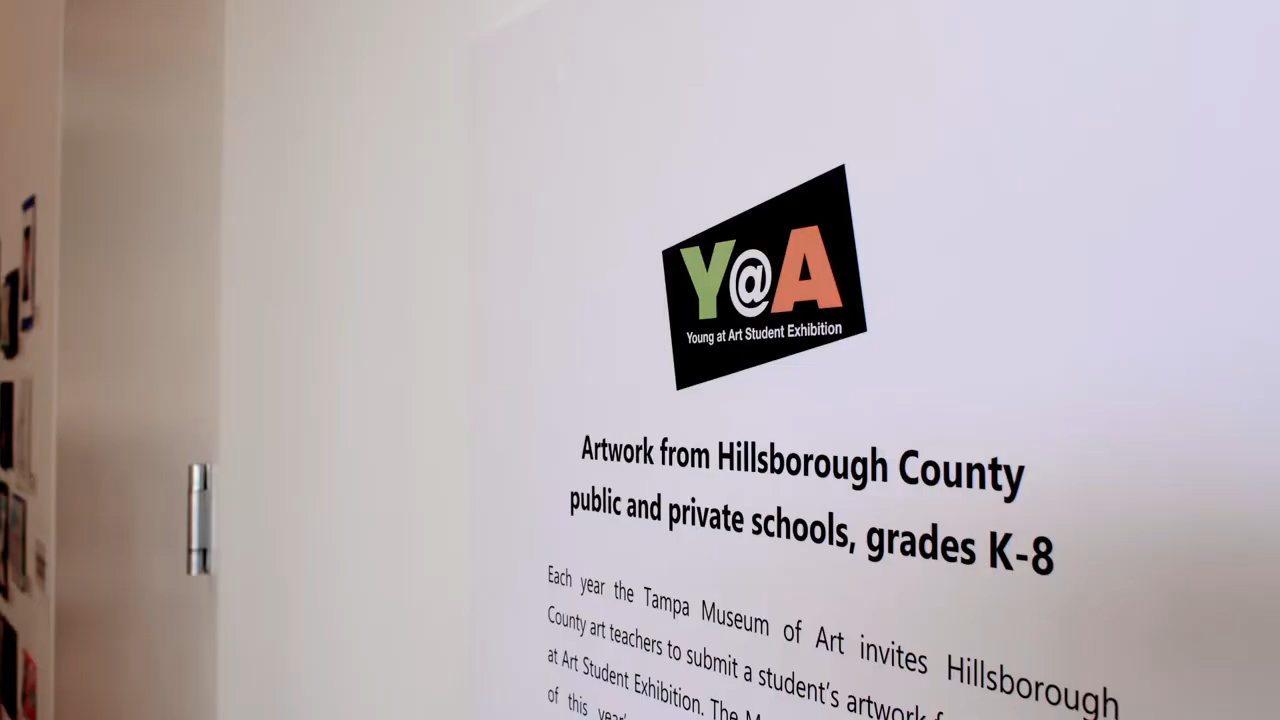 Y@A
Young at Art Student Exhibition
Artwork from Hillsborough County
public and private schools, grades K-8
Each year the Tampa Museum of Art invites Hillsborough
County art teachers to submit a student's artwork
at Art Student Exhibition. The
of this